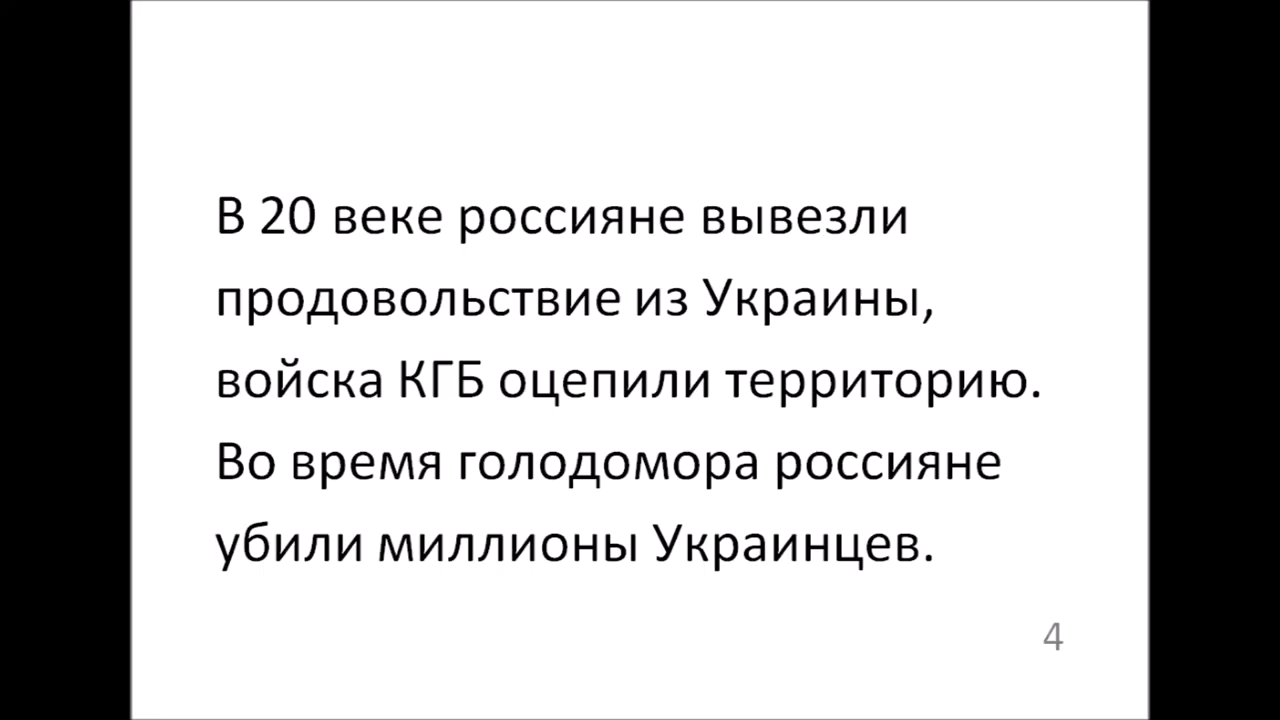 В 20 веке россияне вывезли
продовольствие из Украины,
войска КГБ оцепили территорию.
Во время голодомора россияне
убили миллионы Украинцев.
4